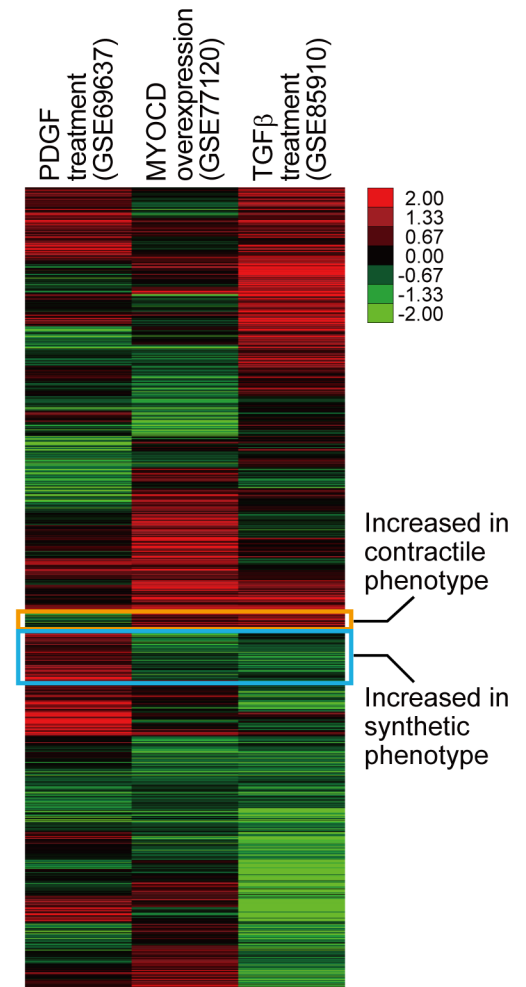 PDGF
treatment
(GSE69637)
MYOCD
overexpression
(GSE77120)
TGFβ
treatment
(GSE85910)
2.00
1.33
0.67
0.00
-0.67
-1.33
-2.00
Increased in
contractile
phenotype
Increased in
synthetic
phenotype